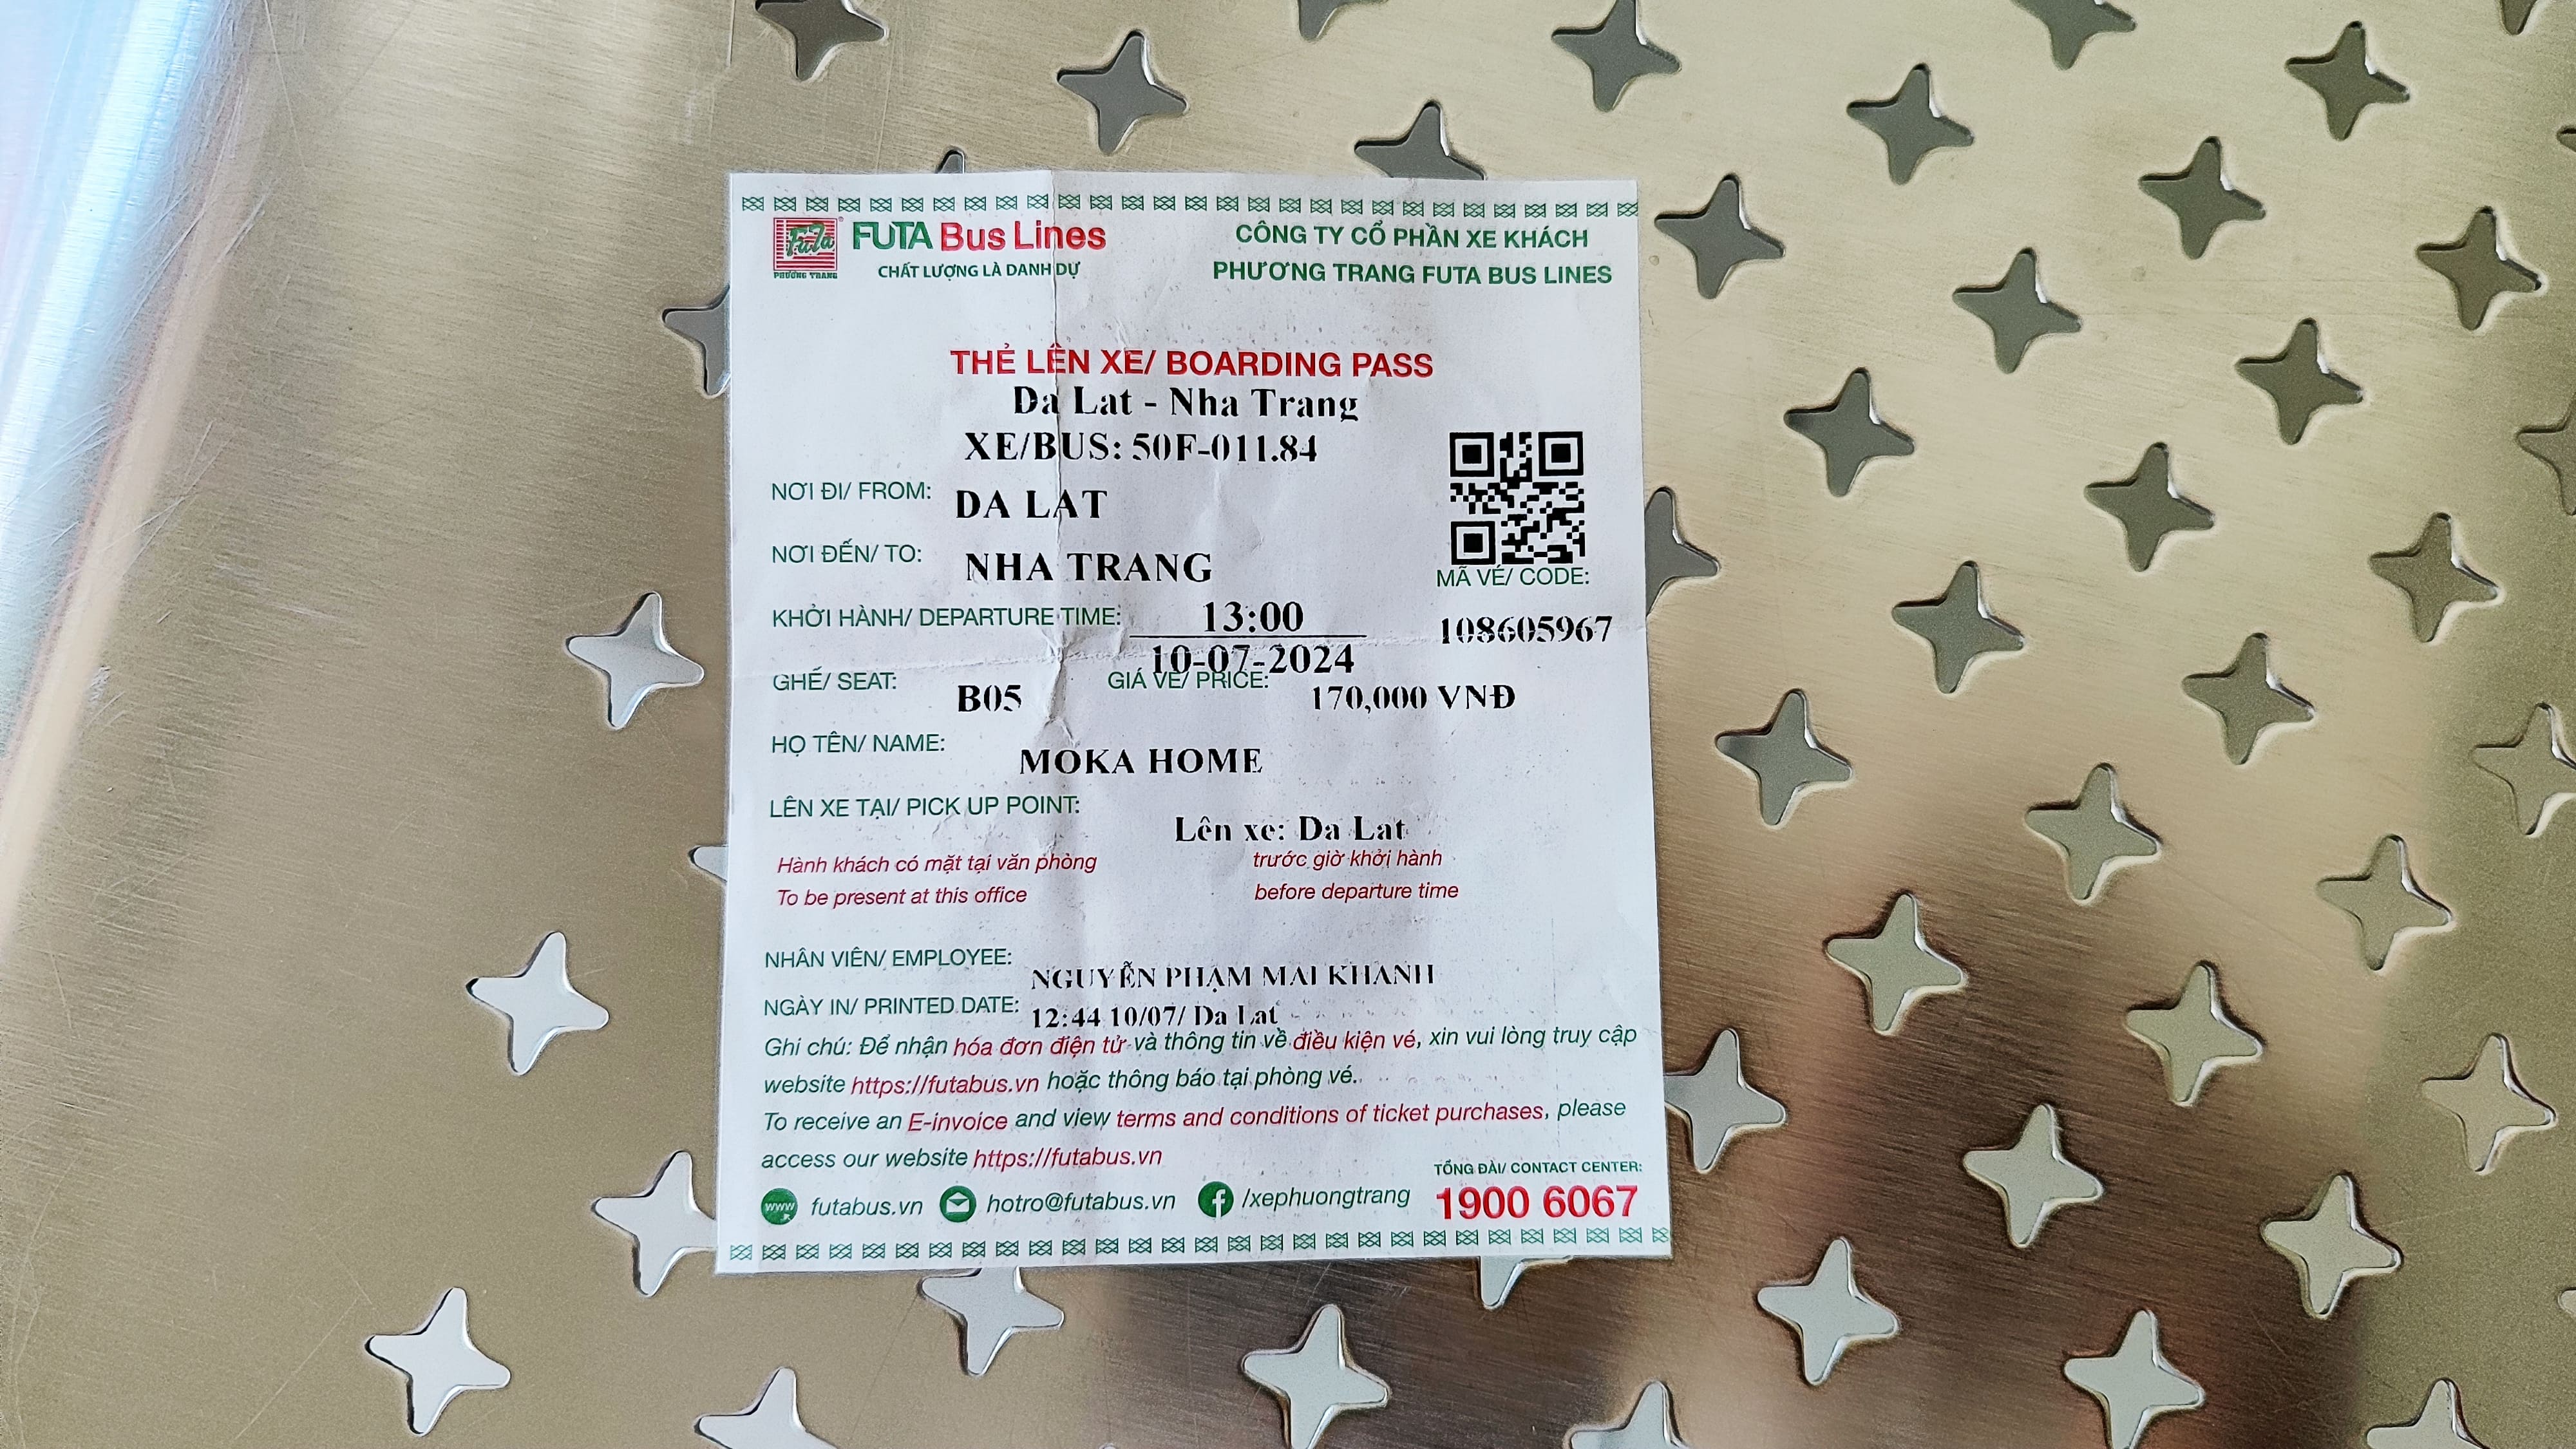 FuTa
PHƯƠNG TRANG
FUTA Bus Lines
CHẤT LƯỢNG LÀ DANH DỰ
CÔNG TY CỔ PHẦN XE KHÁCH
PHƯƠNG TRANG FUTA BUS LINES
THẺ LÊN XE/ BOARDING PASS
Da Lat - Nha Trang
XE/BUS: 50F-011.84
NƠI ĐI/ FROM: DA LAT
NƠI ĐẾN/ TO: NHA TRANG
MÃ VÉ/ CODE:
108605967
KHỞI HÀNH/ DEPARTURE TIME: 13:00
10-07-2024
GHẾ/ SEAT: B05 GIÁ VÉ/ PRICE: 170,000 VNĐ
HỌ TÊN/ NAME: MOKA HOME
LÊN XE TẠI/ PICK UP POINT: Lên xe: Da Lat
Hành khách có mặt tại văn phòng trước giờ khởi hành
To be present at this office before departure time
NHÂN VIÊN/ EMPLOYEE: NGUYỄN PHẠM MAI KHANH
NGÀY IN/ PRINTED DATE: 12:44 10/07/ Da Lat
Ghi chú: Để nhận hóa đơn điện tử và thông tin về điều kiện vé, xin vui lòng truy cập
website https://futabus.vn hoặc thông báo tại phòng vé.
To receive an E-invoice and view terms and conditions of ticket purchases, please
access our website https://futabus.vn
TỔNG ĐÀI/ CONTACT CENTER:
www futabus.vn hotro@futabus.vn f /xephuongtrang 1900 6067